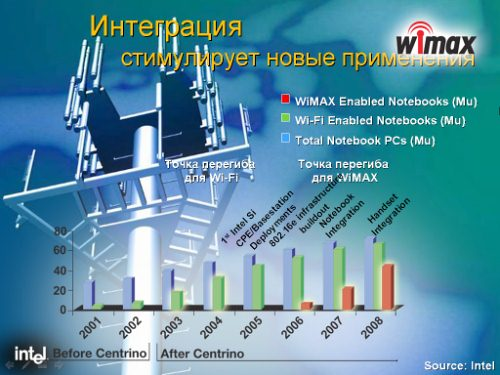 Интеграция
стимулирует новые применения
wimax
WiMAX Enabled Notebooks (Mu)
Wi-Fi Enabled Notebooks (Mu)
Total Notebook PCs (Mu)
Точка перегиба
для Wi-Fi
Точка перегиба
для WiMAX
1st Intel Si
CPE/Basestation
Deployments
802.16e infrastructure
buildout
Notebook
Integration
Handset
Integration
80
60
40
20
0
2001 2002 2003 2004 2005 2006 2007 2008
intel Before Centrino After Centrino
Source: Intel